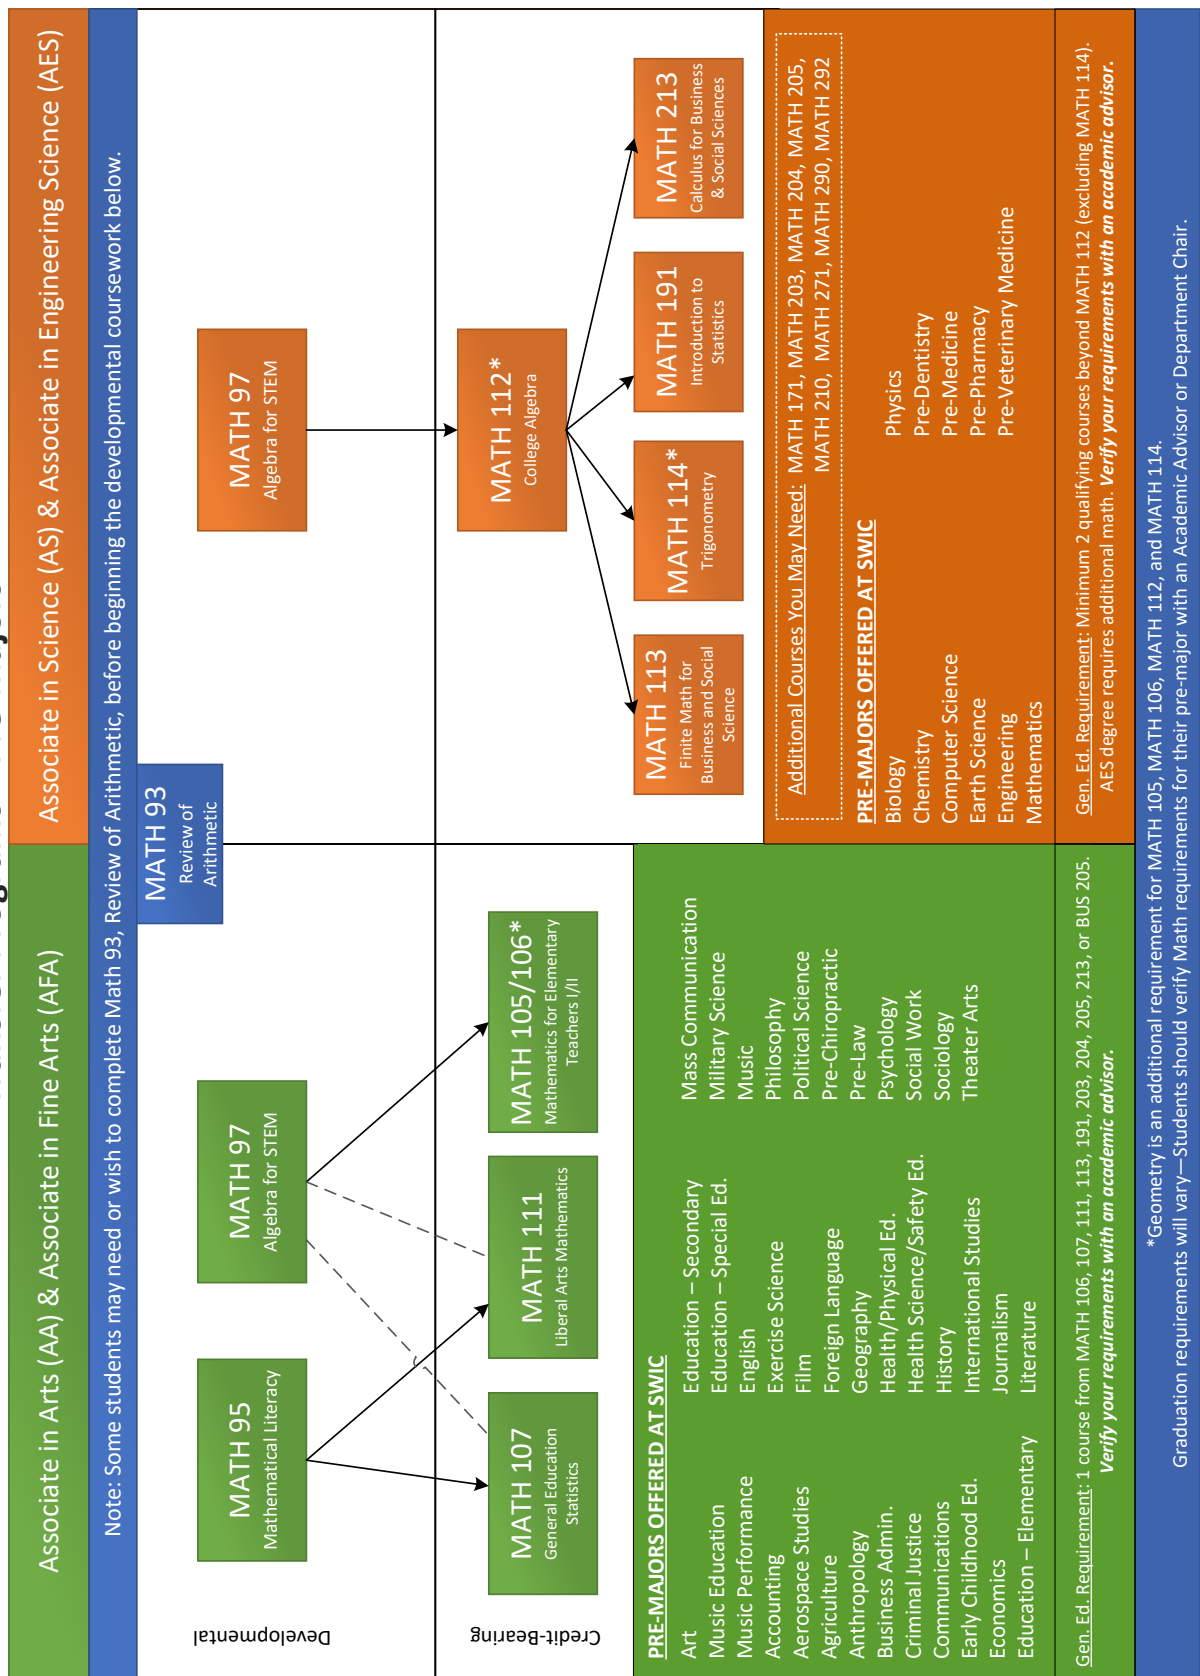 Associate in Arts (AA) & Associate in Fine Arts (AFA)
Associate in Science (AS) & Associate in Engineering Science (AES)
Note: Some students may need or wish to complete Math 93, Review of Arithmetic, before beginning the developmental coursework below.
MATH 93
Review of
Arithmetic
Developmental
MATH 95
Mathematical Literacy
MATH 97
Algebra for STEM
MATH 97
Algebra for STEM
Credit-Bearing
MATH 107
General Education
Statistics
MATH 111
Liberal Arts Mathematics
MATH 105/106*
Mathematics for Elementary
Teachers I/II
MATH 112*
College Algebra
MATH 113
Finite Math for
Business and Social
Science
MATH 114*
Trigonometry
MATH 191
Introduction to
Statistics
MATH 213
Calculus for Business
& Social Sciences
PRE-MAJORS OFFERED AT SWIC
Art
Music Education
Music Performance
Accounting
Aerospace Studies
Agriculture
Anthropology
Business Admin.
Criminal Justice
Communications
Early Childhood Ed.
Economics
Education – Elementary
Education – Secondary
Education – Special Ed.
English
Exercise Science
Film
Foreign Language
Geography
Health/Physical Ed.
Health Science/Safety Ed.
History
International Studies
Journalism
Literature
Mass Communication
Military Science
Music
Philosophy
Political Science
Pre-Chiropractic
Pre-Law
Psychology
Social Work
Sociology
Theater Arts
Gen. Ed. Requirement: 1 course from MATH 106, 107, 111, 113, 191, 203, 204, 205, 213, or BUS 205.
Verify your requirements with an academic advisor.
Additional Courses You May Need: MATH 171, MATH 203, MATH 204, MATH 205,
MATH 210, MATH 271, MATH 290, MATH 292
PRE-MAJORS OFFERED AT SWIC
Biology
Chemistry
Computer Science
Earth Science
Engineering
Mathematics
Physics
Pre-Dentistry
Pre-Medicine
Pre-Pharmacy
Pre-Veterinary Medicine
Gen. Ed. Requirement: Minimum 2 qualifying courses beyond MATH 112 (excluding MATH 114).
AES degree requires additional math. Verify your requirements with an academic advisor.
*Geometry is an additional requirement for MATH 105, MATH 106, MATH 112, and MATH 114.
Graduation requirements will vary—Students should verify Math requirements for their pre-major with an Academic Advisor or Department Chair.